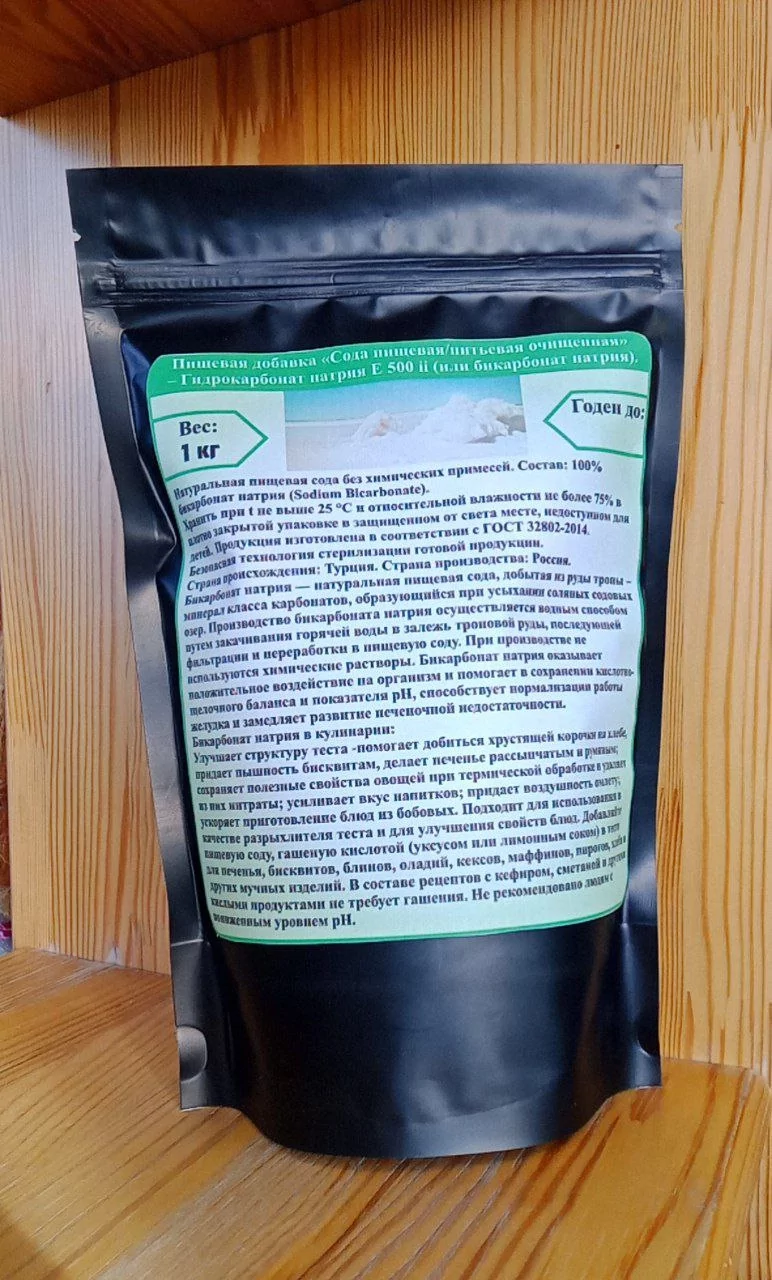 Пищевая добавка «Сода пищевая/питьевая очищенная»
– Гидрокарбонат натрия Е 500 ii (или бикарбонат натрия).
Вес:
1 кг
Годен до:
Натуральная пищевая сода без химических примесей. Состав: 100%
бикарбонат натрия (Sodium Bicarbonate).
Хранить при t не выше 25 °С и относительной влажности не более 75% в
плотно закрытой упаковке в защищенном от света месте, недоступном для
детей. Продукция изготовлена в соответствии с ГОСТ 32802-2014.
Безопасная технология стерилизации готовой продукции.
Страна происхождения: Турция. Страна производства: Россия.
Бикарбонат натрия — натуральная пищевая сода, добытая из руды троны –
минерал класса карбонатов, образующийся при усыхании соляных содовых
озер. Производство бикарбоната натрия осуществляется водным способом
путем закачивания горячей воды в залежь троновой руды, последующей
фильтрации и переработки в пищевую соду. При производстве не
используются химические растворы. Бикарбонат натрия оказывает
положительное воздействие на организм и помогает в сохранении кислотно-
щелочного баланса и показателя pH, способствует нормализации работы
желудка и замедляет развитие печеночной недостаточности.
Бикарбонат натрия в кулинарии:
Улучшает структуру теста -помогает добиться хрустящей корочки на хлебе,
придает пышность бисквитам, делает печенье рассыпчатым и румяным;
сохраняет полезные свойства овощей при термической обработке и удаляет
из них нитраты; усиливает вкус напитков; придает воздушность омлету;
ускоряет приготовление блюд из бобовых. Подходит для использования в
качестве разрыхлителя теста и для улучшения свойств блюд. Добавляйте
пищевую соду, гашеную кислотой (уксусом или лимонным соком) в тесто
для печенья, бисквитов, блинов, оладий, кексов, маффинов, пирогов, хлеба и
других мучных изделий. В составе рецептов с кефиром, сметаной и другими
кислыми продуктами не требует гашения. Не рекомендовано людям с
пониженным уровнем pH.